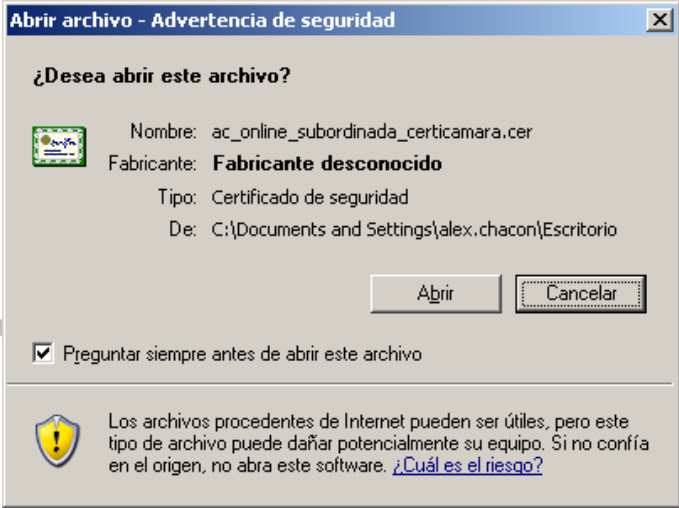 Abrir archivo - Advertencia de seguridad
¿Desea abrir este archivo?
Nombre: ac_online_subordinada_certicamara.cer
Fabricante: Fabricante desconocido
Tipo: Certificado de seguridad
De: C:\Documents and Settings\alex.chacon\Escritorio
Abrir Cancelar
Preguntar siempre antes de abrir este archivo
Los archivos procedentes de Internet pueden ser útiles, pero este
tipo de archivo puede dañar potencialmente su equipo. Si no confía
en el origen, no abra este software. ¿Cuál es el riesgo?